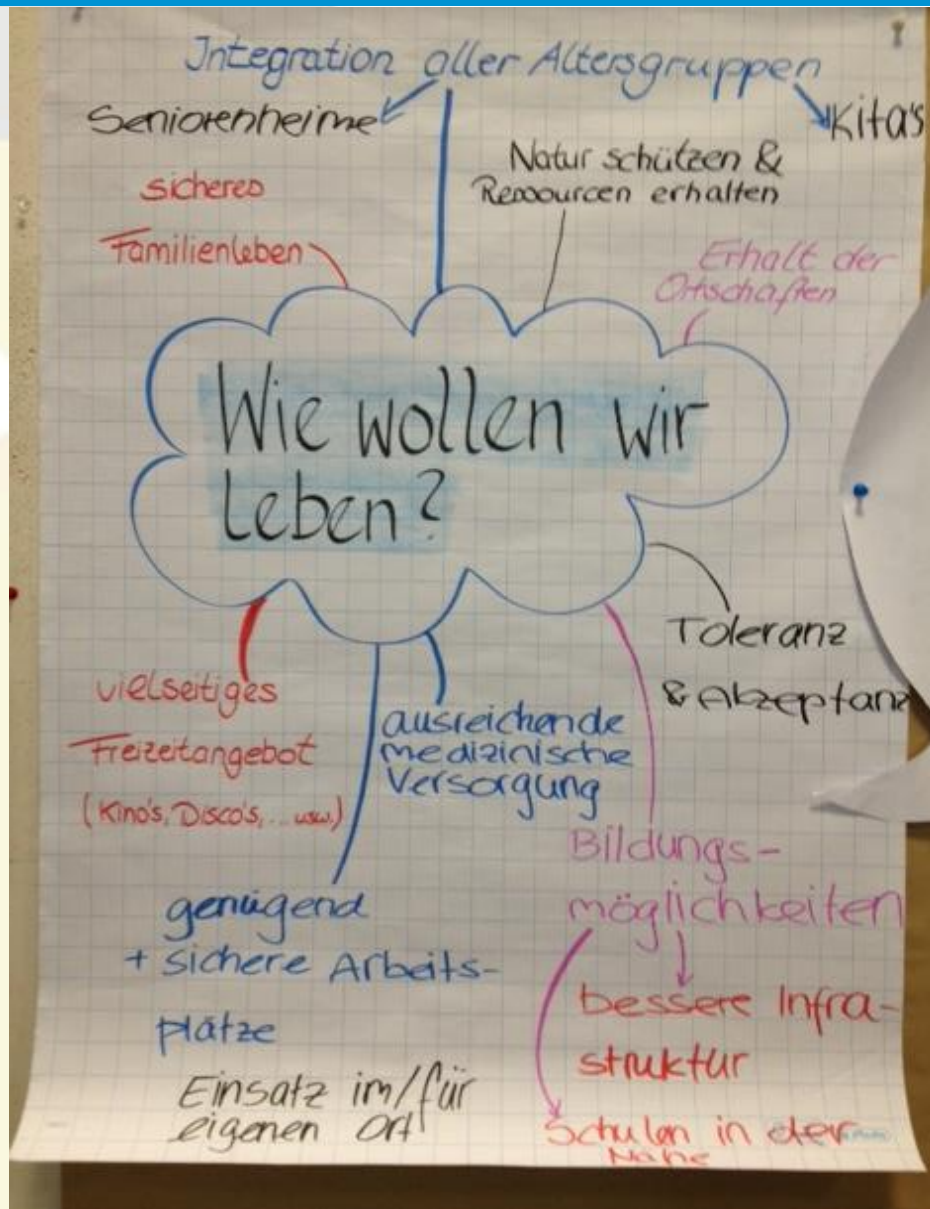 Integration aller Altersgruppen
Seniorenheime
Kita's
Natur schützen &
Ressourcen erhalten
sicheres
Familienleben
Erhalt der
Ortschaften
Wie wollen wir
leben?
Toleranz
& Akzeptanz
vielseitiges
Freizeitangebot
(Kino's, Disco's, ... usw.)
ausreichende
medizinische
Versorgung
Bildungs-
möglichkeiten
genügend
+ sichere Arbeits-
plätze
bessere Infra-
struktur
Einsatz im/für
eigenen Ort
Schulen in der
Nähe